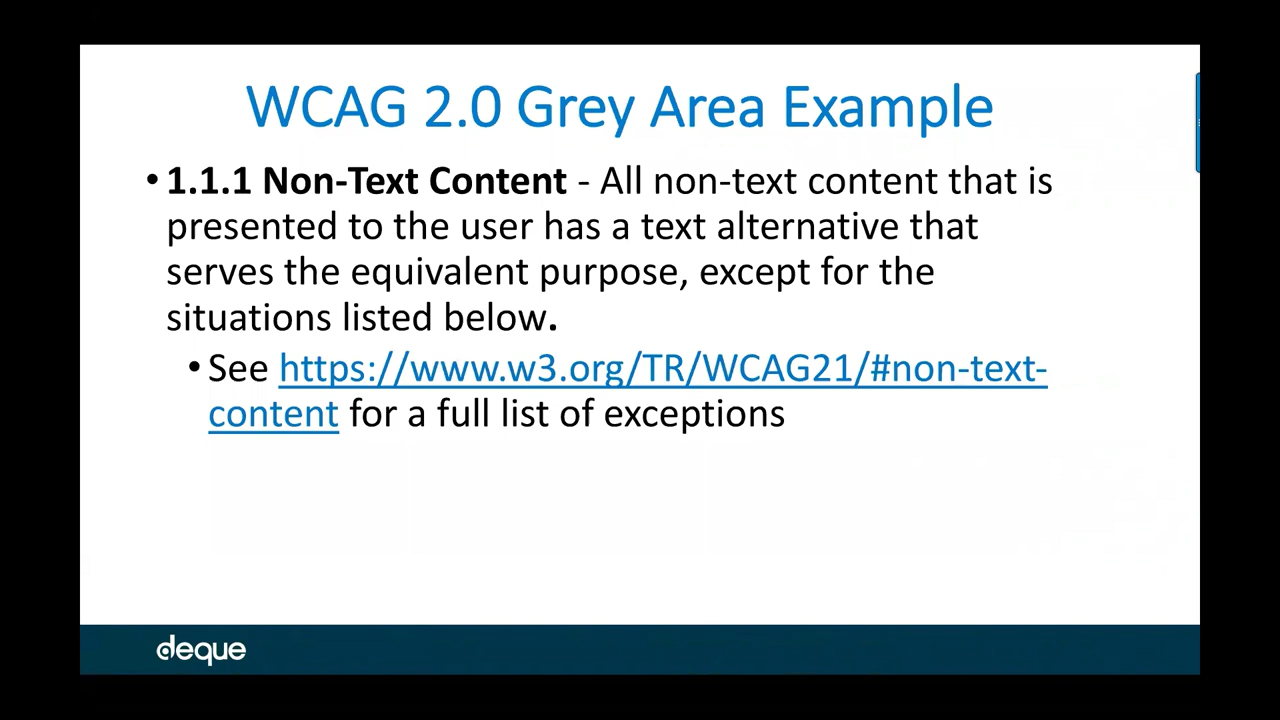 WCAG 2.0 Grey Area Example
• 1.1.1 Non-Text Content - All non-text content that is
presented to the user has a text alternative that
serves the equivalent purpose, except for the
situations listed below.
• See https://www.w3.org/TR/WCAG21/#non-text-
content for a full list of exceptions
deque